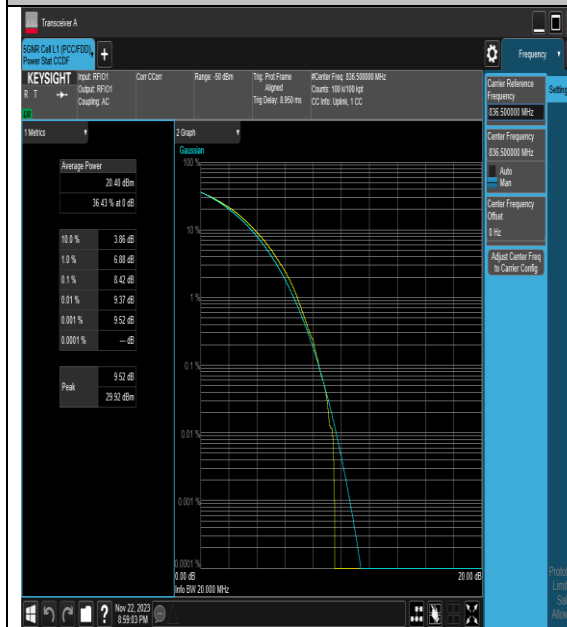 Transceiver A
5GNR Cell L1 (PCC/FDD)
Power Stat CCDF
Frequency
KEYSIGHT
R T
Input: RFIO1
Output: RFIO1
Coupling: AC
Corr CCorr
Range: -50 dBm
Trig: Prot Frame
Aligned
Trig Delay: 8.950 ms
#Center Freq: 836.500000 MHz
Counts: 100 k/100 kpt
CC Info: Uplink, 1 CC
Carrier Reference
Frequency
836.500000 MHz
Setting
Center Frequency
836.500000 MHz
Auto
Man
Center Frequency
Offset
0 Hz
Adjust Center Freq
to Carrier Config
1 Metrics
Average Power
20.40 dBm
36.43 % at 0 dB
10.0 % 3.86 dB
1.0 % 6.88 dB
0.1 % 8.42 dB
0.01 % 9.37 dB
0.001 % 9.52 dB
0.0001 % --- dB
Peak
9.52 dB
29.92 dBm
2 Graph
Gaussian
100 %
10 %
1 %
0.1 %
0.01 %
0.001 %
0.0001 %
0.00 dB
20.00 dB
Info BW 20.000 MHz
Nov 22, 2023
8:59:03 PM